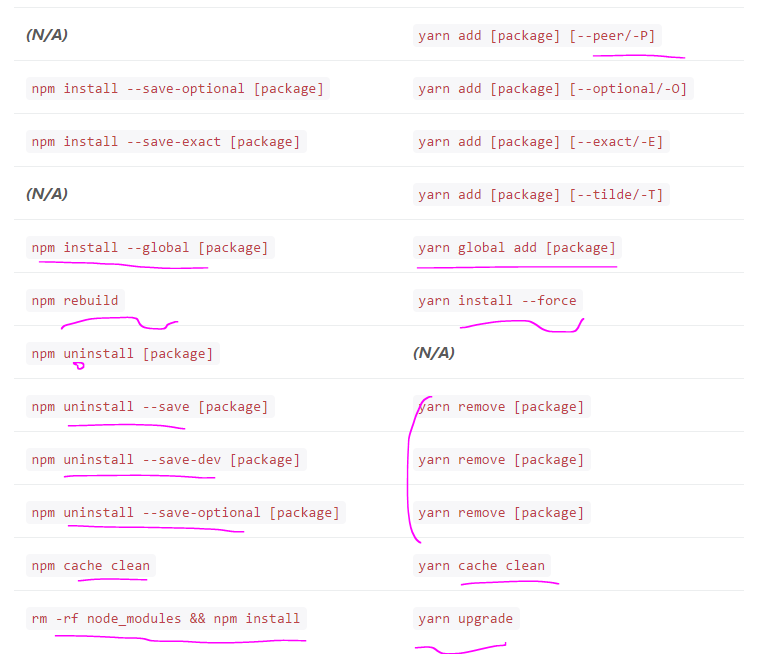 (N/A) yarn add [package] [--peer/-P]
npm install --save-optional [package] yarn add [package] [--optional/-O]
npm install --save-exact [package] yarn add [package] [--exact/-E]
(N/A) yarn add [package] [--tilde/-T]
npm install --global [package] yarn global add [package]
npm rebuild yarn install --force
npm uninstall [package] (N/A)
npm uninstall --save [package] yarn remove [package]
npm uninstall --save-dev [package] yarn remove [package]
npm uninstall --save-optional [package] yarn remove [package]
npm cache clean yarn cache clean
rm -rf node_modules && npm install yarn upgrade